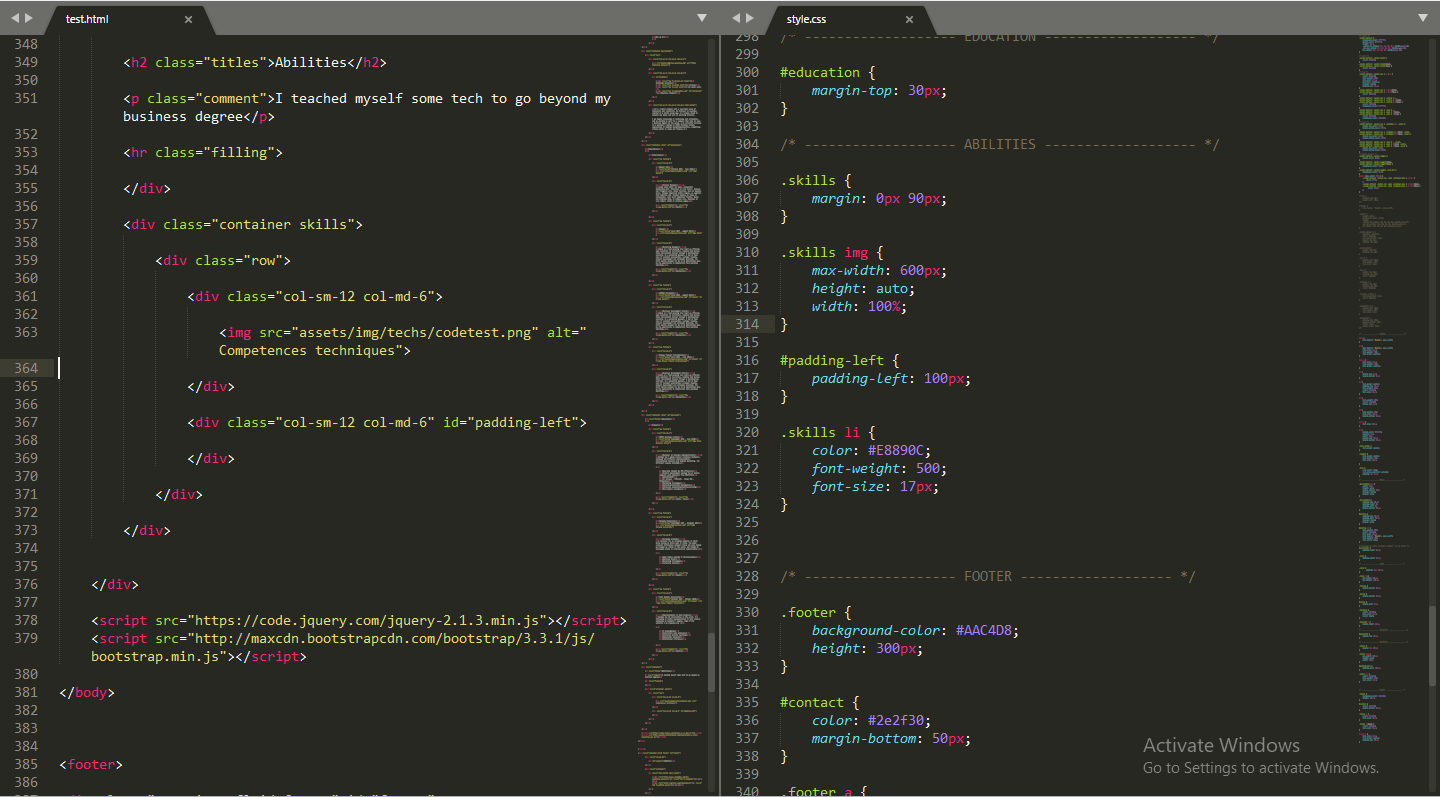 test.html
348
349 <h2 class="titles">Abilities</h2>
350
351 <p class="comment">I teached myself some tech to go beyond my
business degree</p>
352
353 <hr class="filling">
354
355 </div>
356
357 <div class="container skills">
358
359 <div class="row">
360
361 <div class="col-sm-12 col-md-6">
362
363 <img src="assets/img/techs/codetest.png" alt="
Competences techniques">
364
365 </div>
366
367 <div class="col-sm-12 col-md-6" id="padding-left">
368
369 </div>
370
371 </div>
372
373 </div>
374
375
376 </div>
377
378 <script src="https://code.jquery.com/jquery-2.1.3.min.js"></script>
379 <script src="http://maxcdn.bootstrapcdn.com/bootstrap/3.3.1/js/
bootstrap.min.js"></script>
380
381 </body>
382
383
384
385 <footer>
386
style.css
298 /* ------------------- EDUCATION ------------------- */
299
300 #education {
301 margin-top: 30px;
302 }
303
304 /* ------------------- ABILITIES ------------------- */
305
306 .skills {
307 margin: 0px 90px;
308 }
309
310 .skills img {
311 max-width: 600px;
312 height: auto;
313 width: 100%;
314 }
315
316 #padding-left {
317 padding-left: 100px;
318 }
319
320 .skills li {
321 color: #E8890C;
322 font-weight: 500;
323 font-size: 17px;
324 }
325
326
327
328 /* ------------------- FOOTER ------------------- */
329
330 .footer {
331 background-color: #AAC4D8;
332 height: 300px;
333 }
334
335 #contact {
336 color: #2e2f30;
337 margin-bottom: 50px;
338 }
339
340 .footer a {
Activate Windows
Go to Settings to activate Windows.